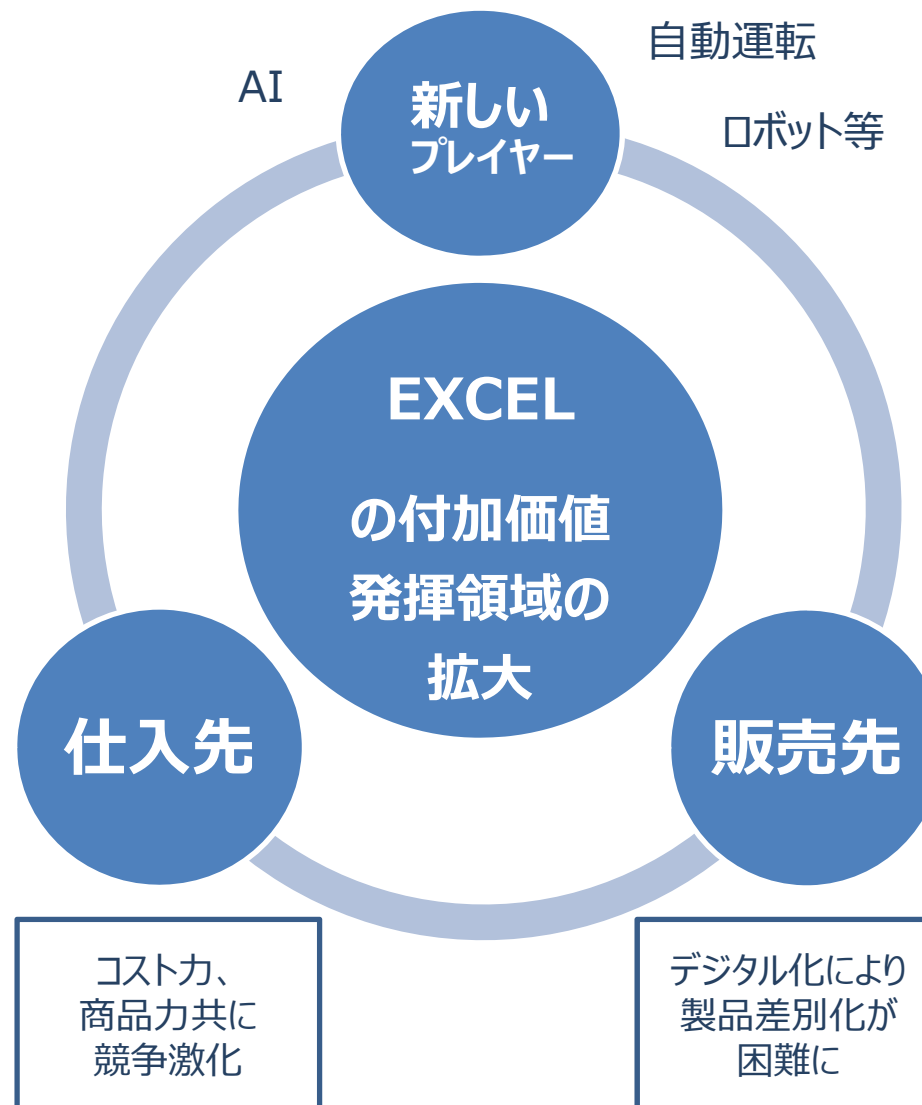 自動運転
AI
新しい
プレイヤー
ロボット等
EXCEL
の付加価値
発揮領域の
拡大
仕入先
販売先
コスト力、
商品力共に
競争激化
デジタル化により
製品差別化が
困難に